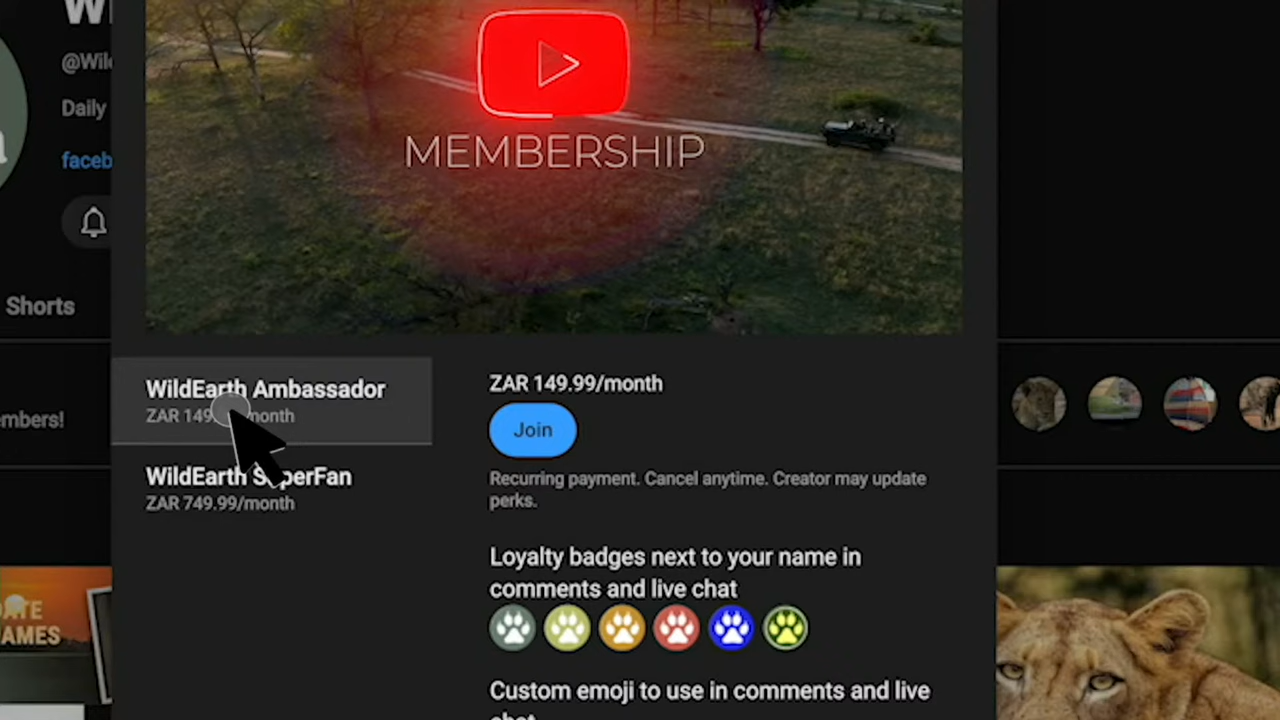 @Wil
Daily
faceb
Shorts
mbers!
MEMBERSHIP
WildEarth Ambassador
ZAR 149. month
WildEarth SuperFan
ZAR 749.99/month
ZAR 149.99/month
Join
Recurring payment. Cancel anytime. Creator may update
perks.
Loyalty badges next to your name in
comments and live chat
Custom emoji to use in comments and live
chat
AMES